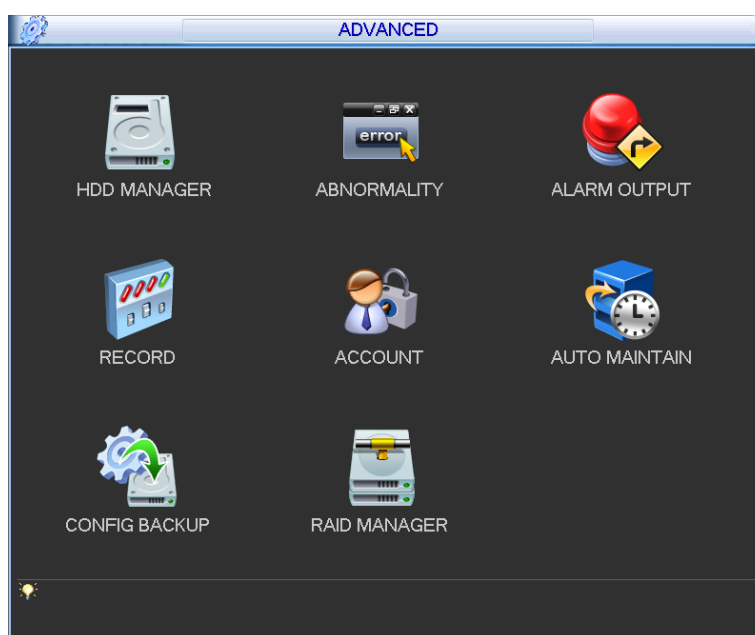 ADVANCED
error
HDD MANAGER
ABNORMALITY
ALARM OUTPUT
RECORD
ACCOUNT
AUTO MAINTAIN
CONFIG BACKUP
RAID MANAGER